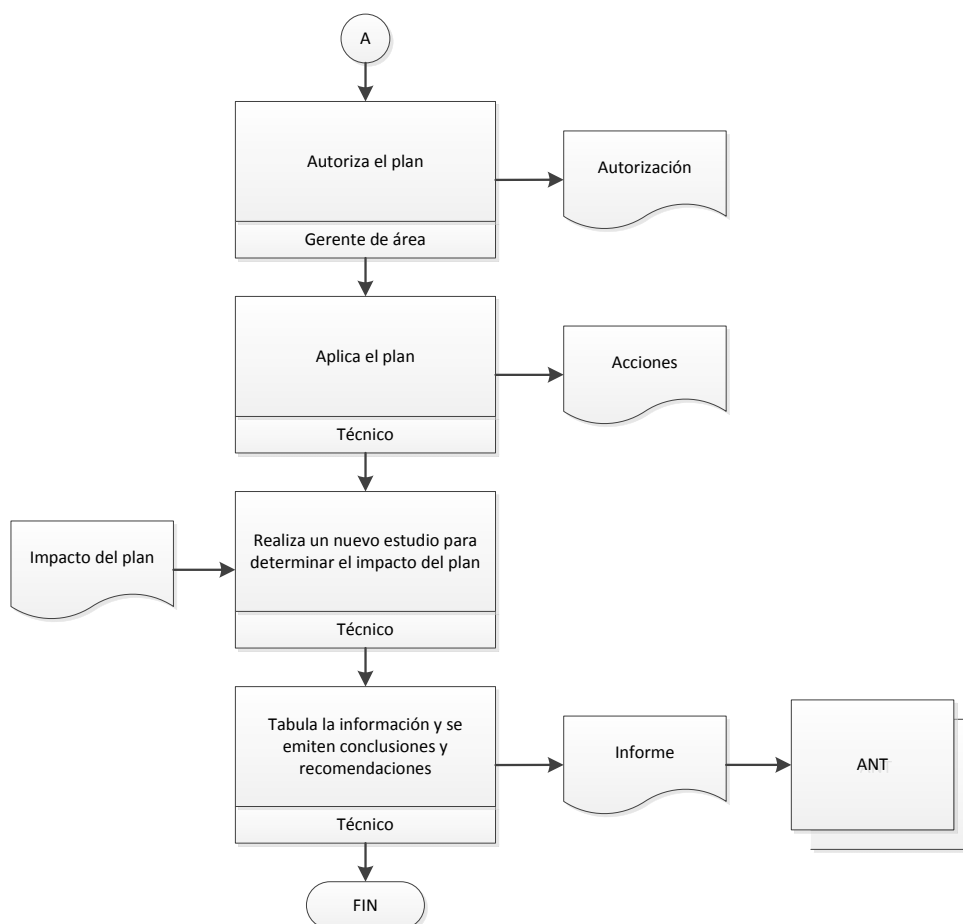 A
Autoriza el plan
Autorización
Gerente de área
Aplica el plan
Acciones
Técnico
Impacto del plan
Realiza un nuevo estudio para
determinar el impacto del plan
Técnico
Tabula la información y se
emiten conclusiones y
recomendaciones
Informe
ANT
Técnico
FIN